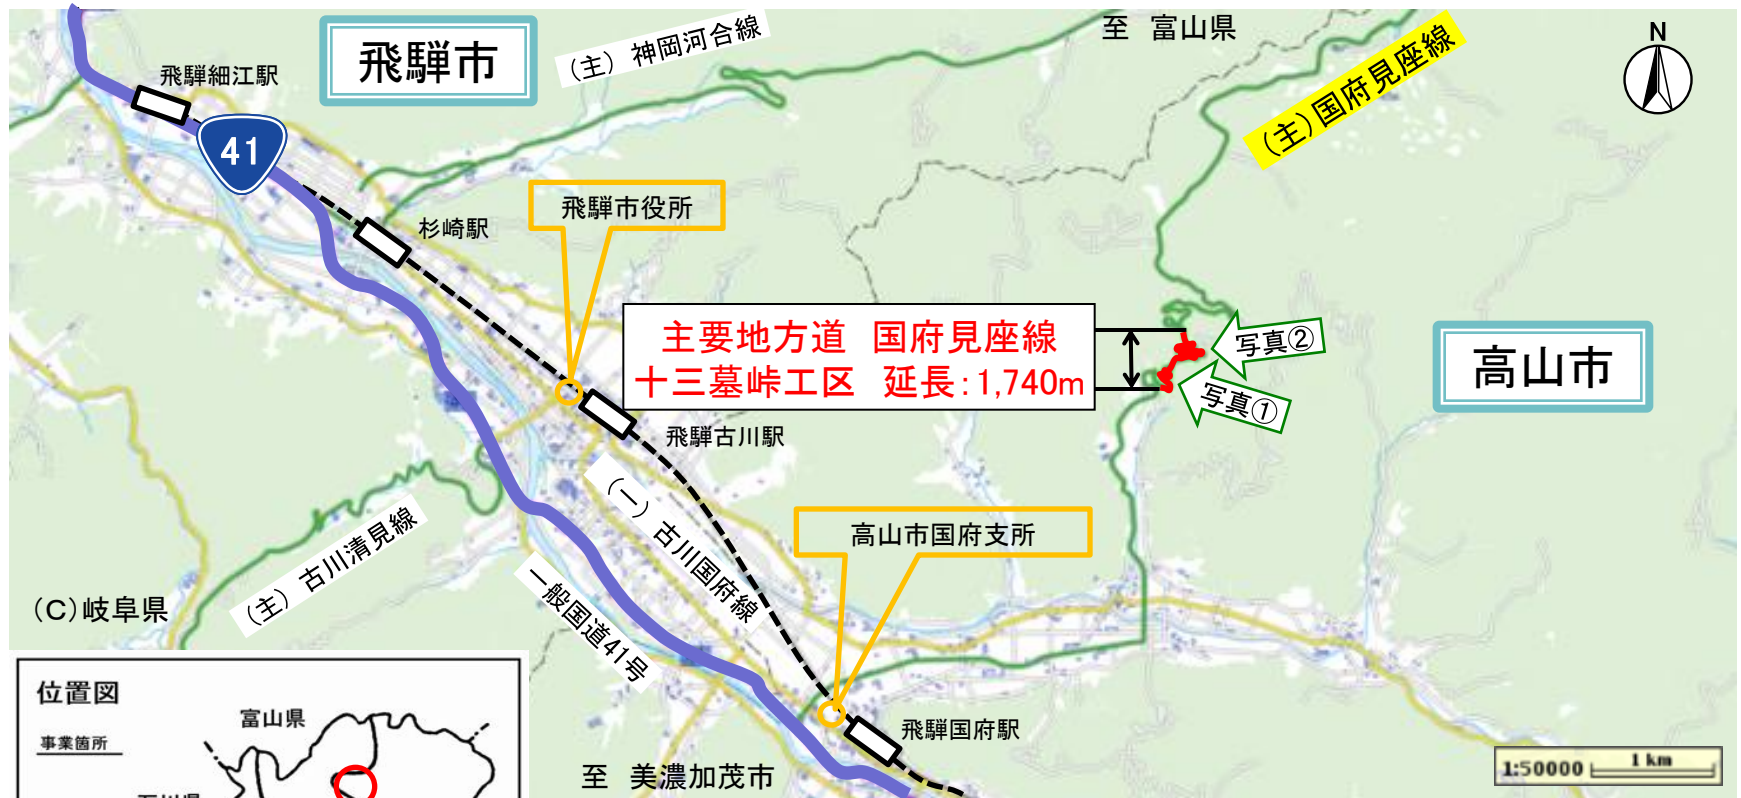 至 富山県
N
飛騨市
(主) 神岡河合線
(主)国府見座線
飛騨細江駅
41
飛騨市役所
杉崎駅
主要地方道 国府見座線
十三墓峠工区 延長:1,740m
写真②
写真①
高山市
飛騨古川駅
(一) 古川国府線
高山市国府支所
(主) 古川清見線
一般国道41号
(C)岐阜県
位置図
富山県
事業箇所
石川県
飛騨国府駅
至 美濃加茂市
1:50000
1 km